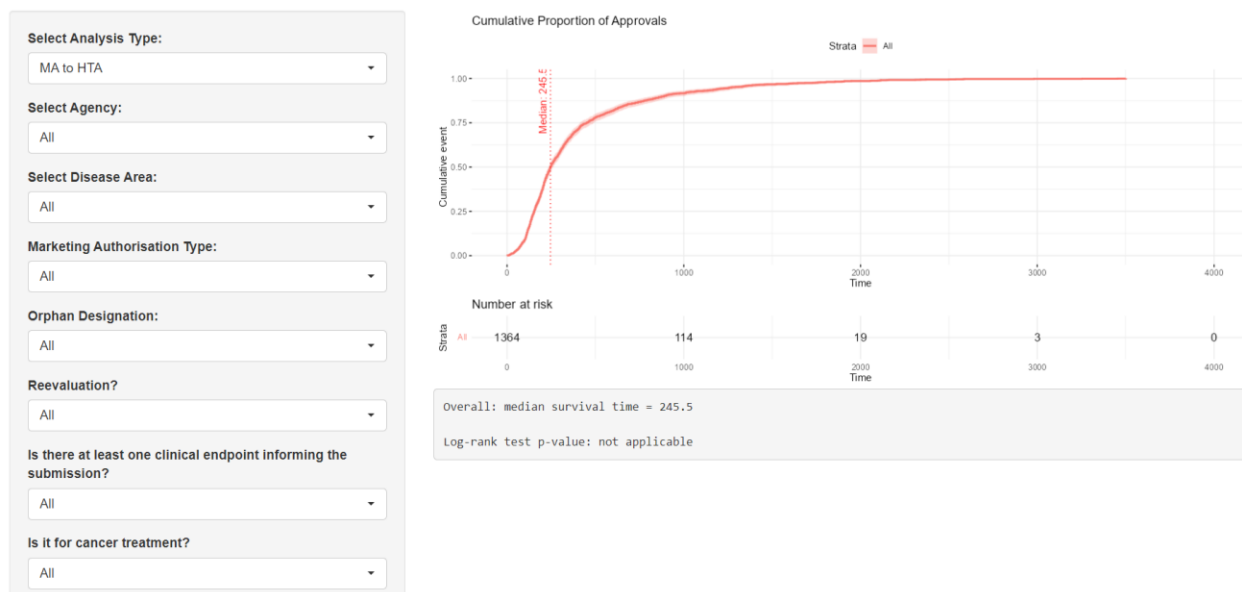 Select Analysis Type:
MA to HTA
Select Agency:
All
Select Disease Area:
All
Marketing Authorisation Type:
All
Orphan Designation:
All
Reevaluation?
All
Is there at least one clinical endpoint informing the
submission?
All
Is it for cancer treatment?
All
Cumulative Proportion of Approvals
Strata All
Cumulative event
1.00
0.75
0.50
0.25
0.00
Median: 245.5
0 1000 2000 3000 4000
Time
Number at risk
Strata
All 1364 114 19 3 0
0 1000 2000 3000 4000
Time
Overall: median survival time = 245.5
Log-rank test p-value: not applicable